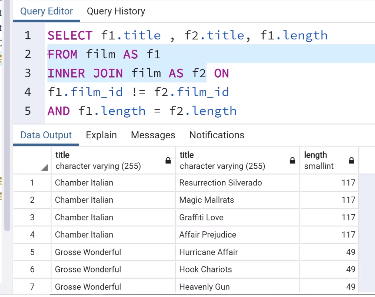 Query Editor Query History
1 SELECT f1.title , f2.title, f1.length
2 FROM film AS f1
3 INNER JOIN film AS f2 ON
4 f1.film_id != f2.film_id
5 AND f1.length = f2.length
Data Output Explain Messages Notifications
title title length
character varying (255) character varying (255) smallint
1 Chamber Italian Resurrection Silverado 117
2 Chamber Italian Magic Mallrats 117
3 Chamber Italian Graffiti Love 117
4 Chamber Italian Affair Prejudice 117
5 Grosse Wonderful Hurricane Affair 49
6 Grosse Wonderful Hook Chariots 49
7 Grosse Wonderful Heavenly Gun 49